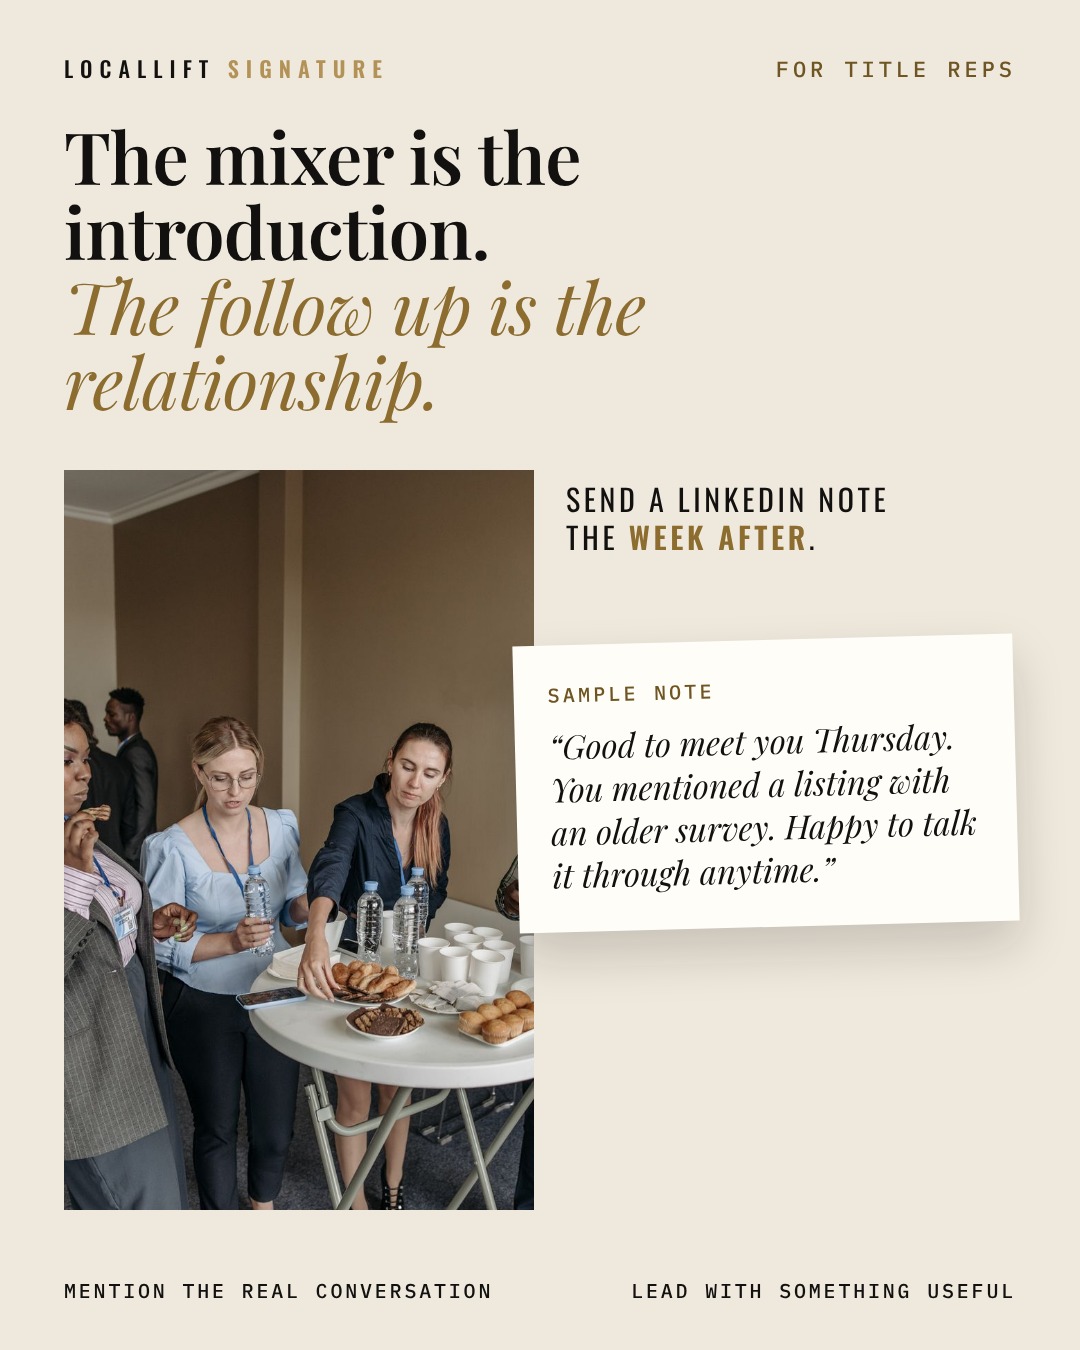 LOCALLIFT SIGNATURE
FOR TITLE REPS
The mixer is the
introduction.
The follow up is the
relationship.
SEND A LINKEDIN NOTE
THE WEEK AFTER.
SAMPLE NOTE
“Good to meet you Thursday.
You mentioned a listing with
an older survey. Happy to talk
it through anytime.”
MENTION THE REAL CONVERSATION
LEAD WITH SOMETHING USEFUL